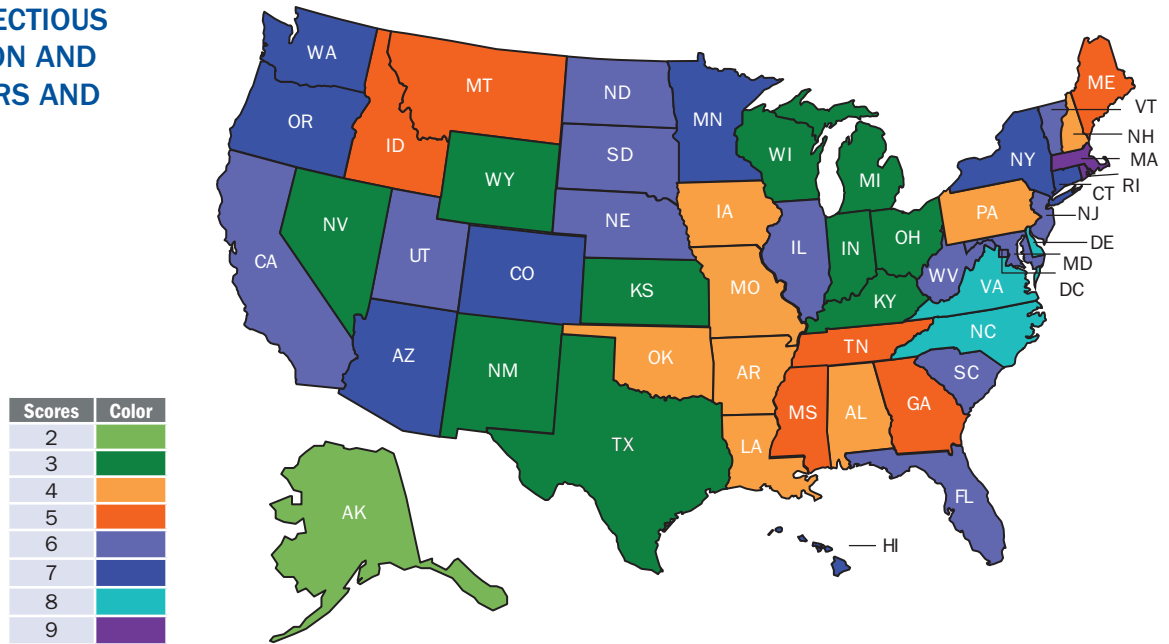 ECTIOUS
ON AND
RS AND
WA
OR
CA
NV
ID
MT
WY
UT
CO
AZ
NM
ND
SD
NE
KS
OK
TX
MN
IA
MO
AR
LA
WI
IL
MI
IN
OH
KY
TN
MS
AL
GA
FL
SC
NC
VA
WV
PA
NY
ME
VT
NH
MA
RI
CT
NJ
DE
MD
DC
AK
HI
Scores Color
2
3
4
5
6
7
8
9